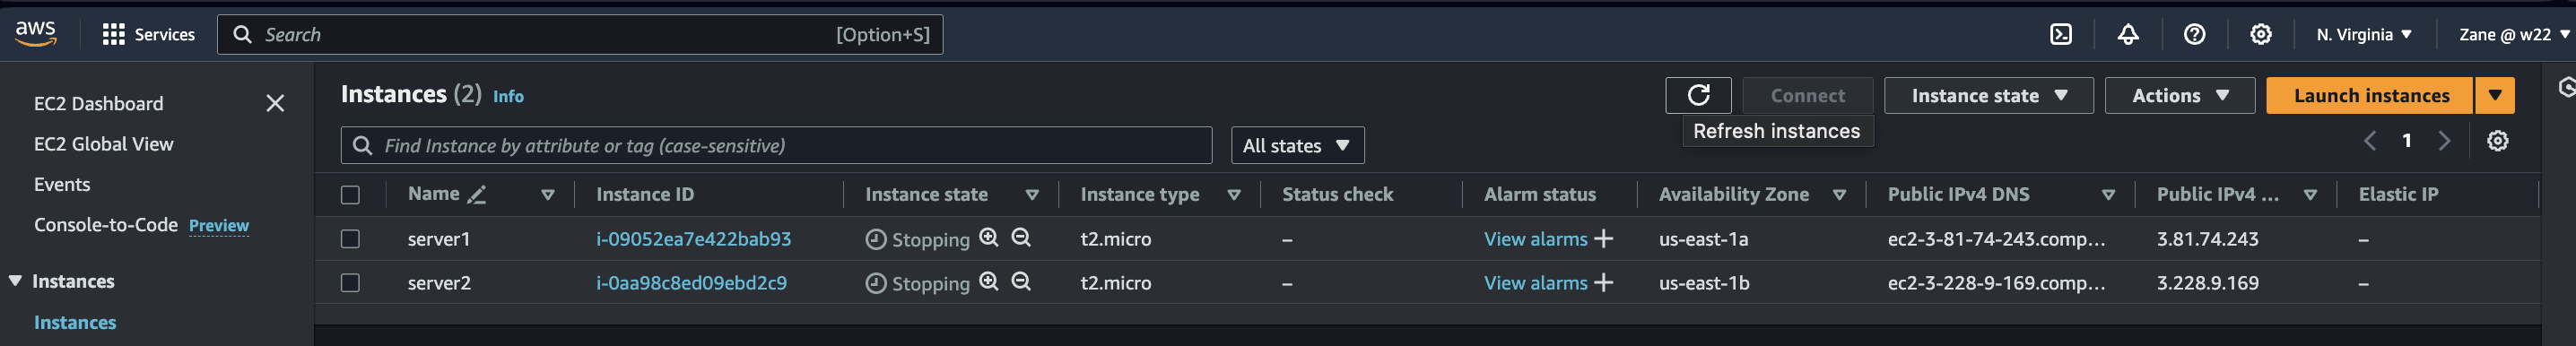 aws Services Search [Option+S] N. Virginia Zane @ w22
EC2 Dashboard
EC2 Global View
Events
Console-to-Code Preview
Instances
Instances
Instances (2) Info Connect Instance state Actions Launch instances
Refresh instances
Find Instance by attribute or tag (case-sensitive) All states 1
Name Instance ID Instance state Instance type Status check Alarm status Availability Zone Public IPv4 DNS Public IPv4 ... Elastic IP
server1 i-09052ea7e422bab93 Stopping t2.micro – View alarms + us-east-1a ec2-3-81-74-243.comp... 3.81.74.243 –
server2 i-0aa98c8ed09ebd2c9 Stopping t2.micro – View alarms + us-east-1b ec2-3-228-9-169.comp... 3.228.9.169 –